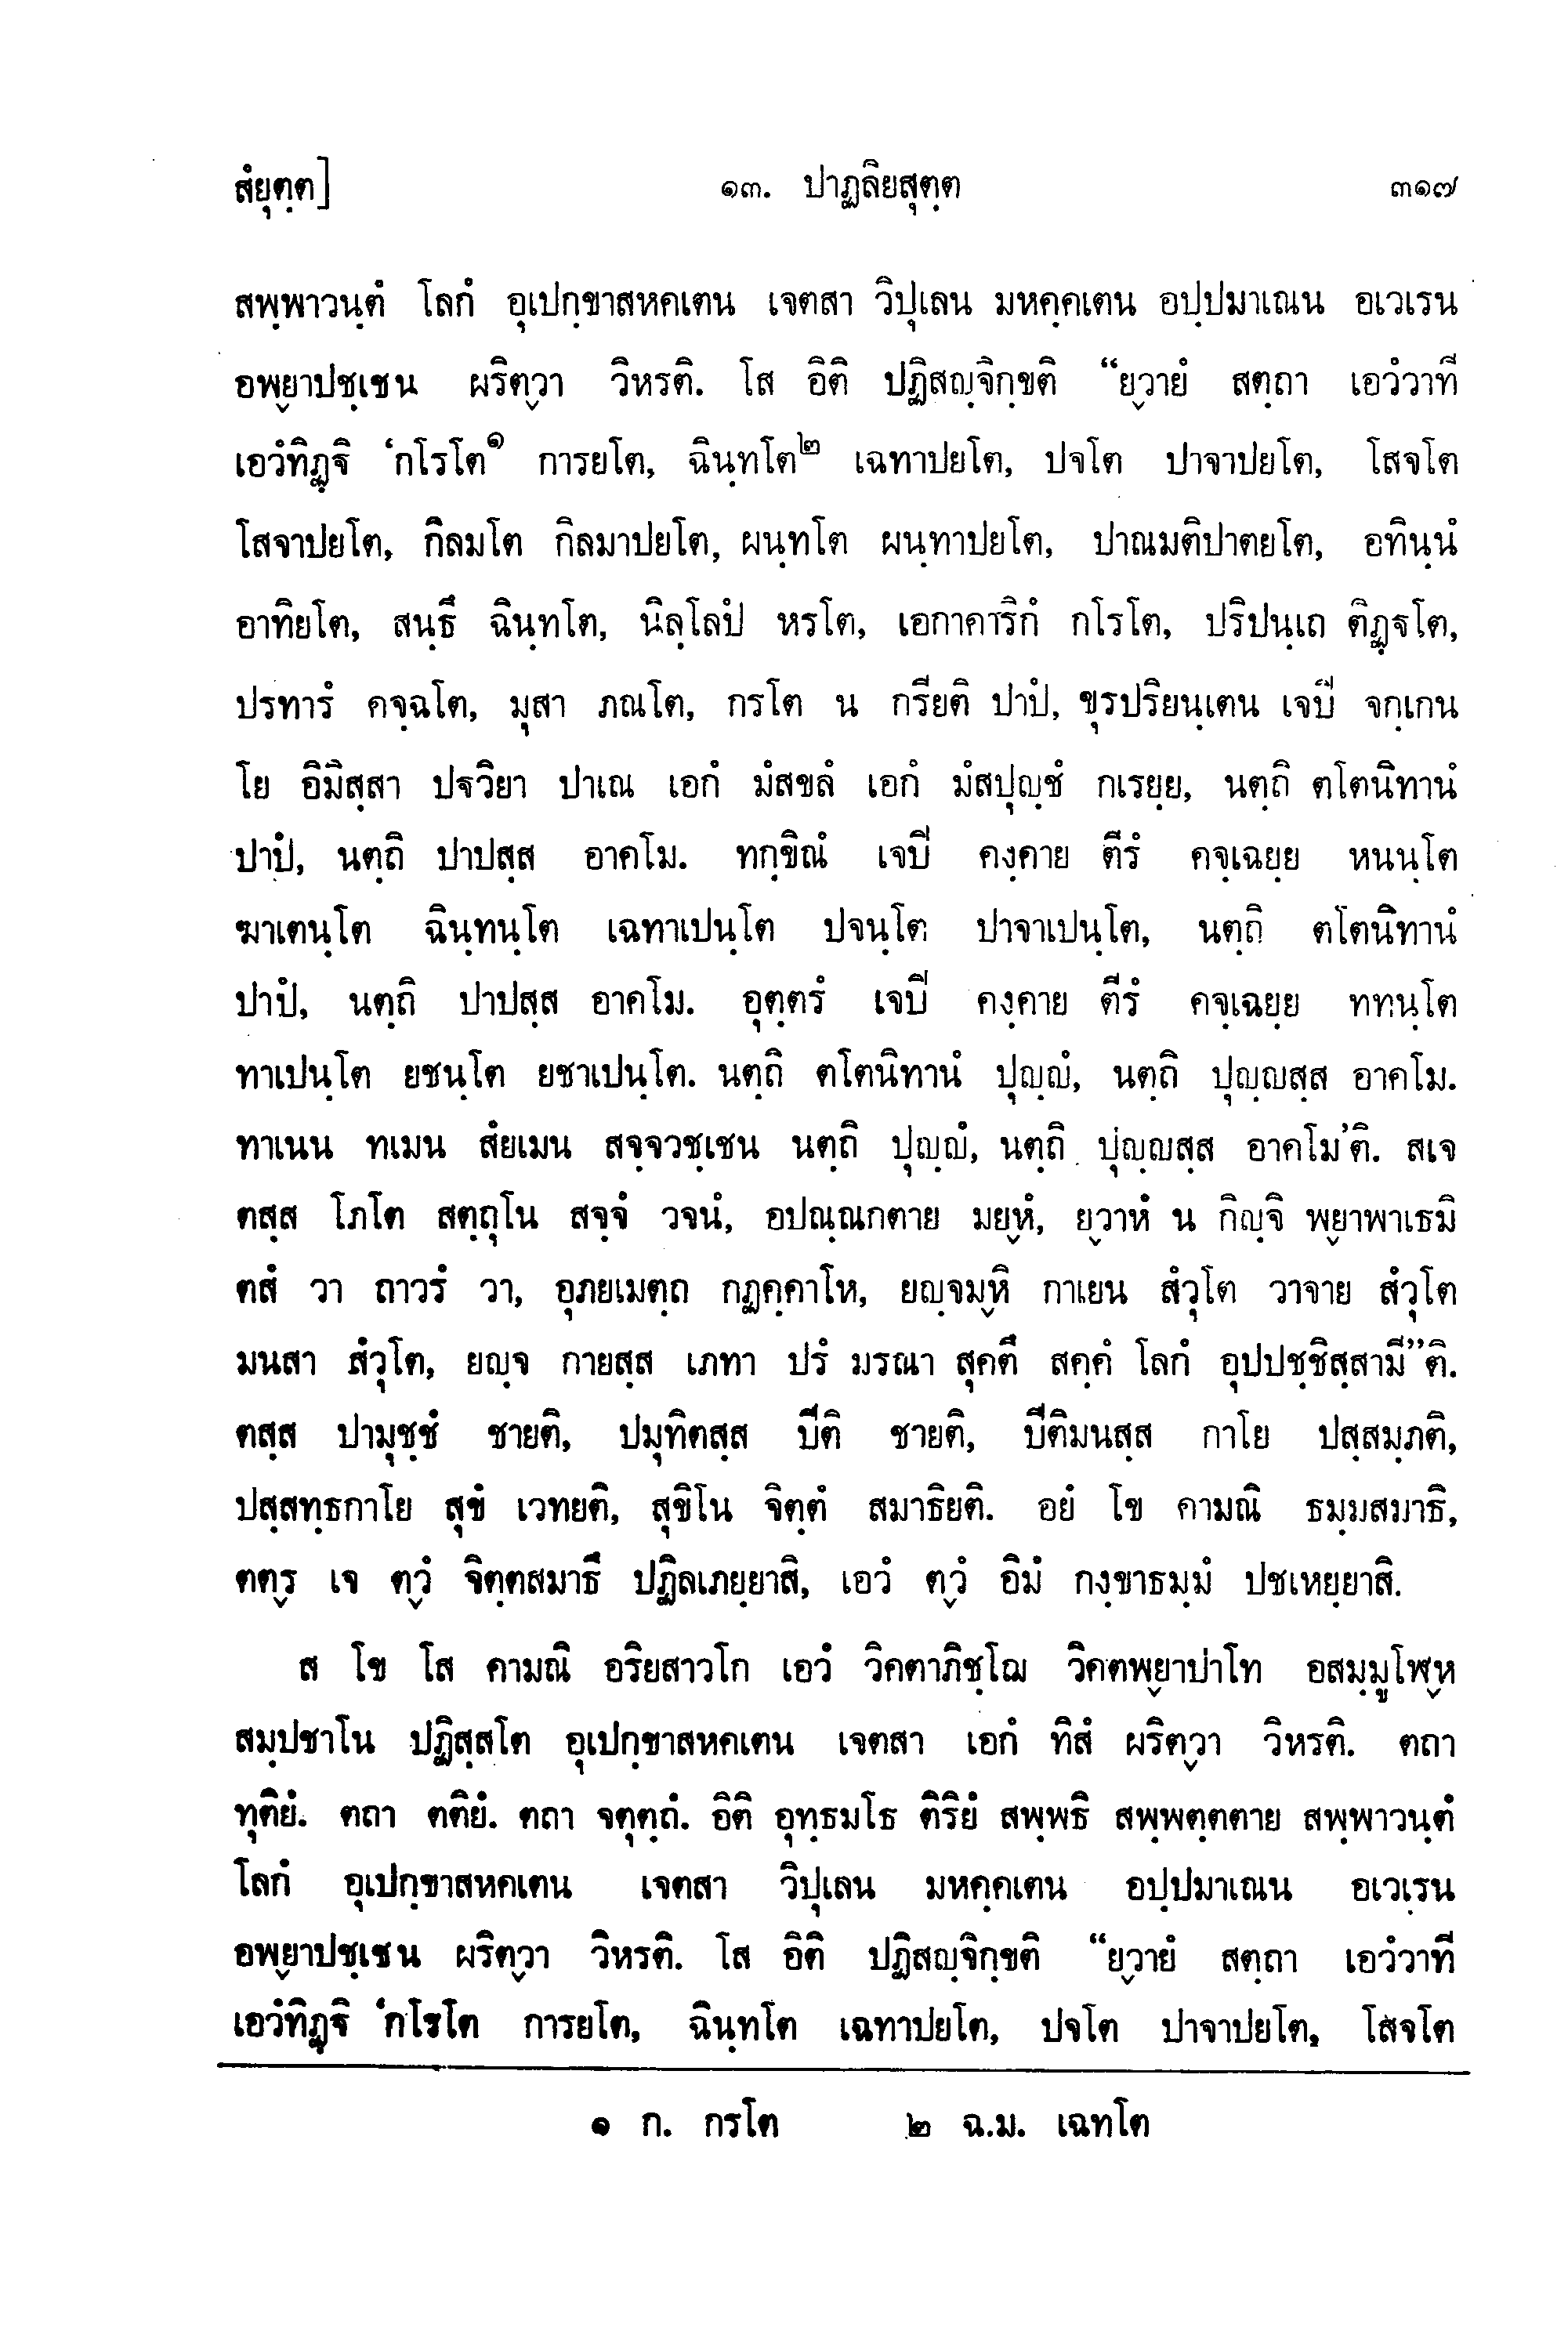 สํยุตฺต]
๑๓. ปาฏลิยสุตฺต
๓๑๗
สพฺพาวนฺตํ โลกํ อุเปกฺขาสหคเตน เจตสา วิปุเลน มหคฺคเตน อปฺปมาเณน อเวเรน
อพฺยาปชฺเชน ผริตฺวา วิหรติ. โส อิติ ปฏิสญฺจิกฺขติ “ยฺวายํ สตฺถา เอวํวาที
เอวํทิฏฺฐิ ‘กโรโต๑ การยโต, ฉินฺทโต๒ เฉทาปยโต, ปจโต ปาจาปยโต, โสจโต
โสจาปยโต, กิลมโต กิลมาปยโต, ผนฺทโต ผนฺทาปยโต, ปาณมติปาตยโต, อทินฺนํ
อาทิยโต, สนฺธึ ฉินฺทโต, นิลฺโลปํ หรโต, เอกาคาริกํ กโรโต, ปริปนฺเถ ติฏฺฐโต,
ปรทารํ คจฺฉโต, มุสา ภณโต, กรโต น กรียติ ปาปํ, ขุรปริยนฺเตน เจปิ จกฺเกน
โย อิมิสฺสา ปฐวิยา ปาเณ เอกํ มํสขลํ เอกํ มํสปุญฺชํ กเรยฺย, นตฺถิ ตโตนิทานํ
ปาปํ, นตฺถิ ปาปสฺส อาคโม. ทกฺขิณํ เจปิ คงฺคาย ตีรํ คจฺเฉยฺย หนนฺโต
ฆาเตนฺโต ฉินฺทนฺโต เฉทาเปนฺโต ปจนฺโต ปาจาเปนฺโต, นตฺถิ ตโตนิทานํ
ปาปํ, นตฺถิ ปาปสฺส อาคโม. อุตฺตรํ เจปิ คงฺคาย ตีรํ คจฺเฉยฺย ททนฺโต
ทาเปนฺโต ยชนฺโต ยชาเปนฺโต. นตฺถิ ตโตนิทานํ ปุญฺญํ, นตฺถิ ปุญฺญสฺส อาคโม.
ทาเนน ทเมน สํยเมน สจฺจวชฺเชน นตฺถิ ปุญฺญํ, นตฺถิ ปุญฺญสฺส อาคโม’ติ. สเจ
ตสฺส โภโต สตฺถุโน สจฺจํ วจนํ, อปณฺณกตาย มยฺหํ, ยฺวาหํ น กิญฺจิ พฺยาพาเธมิ
ตสํ วา ถาวรํ วา, อุภยเมตฺถ กฏคฺคาโห, ยญฺจมฺหิ กาเยน สํวุโต วาจาย สํวุโต
มนสา สํวุโต, ยญฺจ กายสฺส เภทา ปรํ มรณา สุคตึ สคฺคํ โลกํ อุปปชฺชิสฺสามี”ติ.
ตสฺส ปามุชฺชํ ชายติ, ปมุทิตสฺส ปีติ ชายติ, ปีติมนสฺส กาโย ปสฺสมฺภติ,
ปสฺสทฺธกาโย สุขํ เวทยติ, สุขิโน จิตฺตํ สมาธิยติ. อยํ โข คามณิ ธมฺมสมาธิ,
ตตฺร เจ ตฺวํ จิตฺตสมาธึ ปฏิลเภยฺยาสิ, เอวํ ตฺวํ อิมํ กงฺขาธมฺมํ ปชเหยฺยาสิ.
ส โข โส คามณิ อริยสาวโก เอวํ วิคตาภิชฺโฌ วิคตพฺยาปาโท อสมฺมูโฬฺห
สมฺปชาโน ปฏิสฺสโต อุเปกฺขาสหคเตน เจตสา เอกํ ทิสํ ผริตฺวา วิหรติ. ตถา
ทุติยํ. ตถา ตติยํ. ตถา จตุตฺถํ. อิติ อุทฺธมโธ ติริยํ สพฺพธิ สพฺพตฺตตาย สพฺพาวนฺตํ
โลกํ อุเปกฺขาสหคเตน เจตสา วิปุเลน มหคฺคเตน อปฺปมาเณน อเวเรน
อพฺยาปชฺเชน ผริตฺวา วิหรติ. โส อิติ ปฏิสญฺจิกฺขติ “ยฺวายํ สตฺถา เอวํวาที
เอวํทิฏฺฐิ ‘กโรโต การยโต, ฉินฺทโต เฉทาปยโต, ปจโต ปาจาปยโต, โสจโต
๑ ก. กรโต ๒ ฉ.ม. เฉทโต